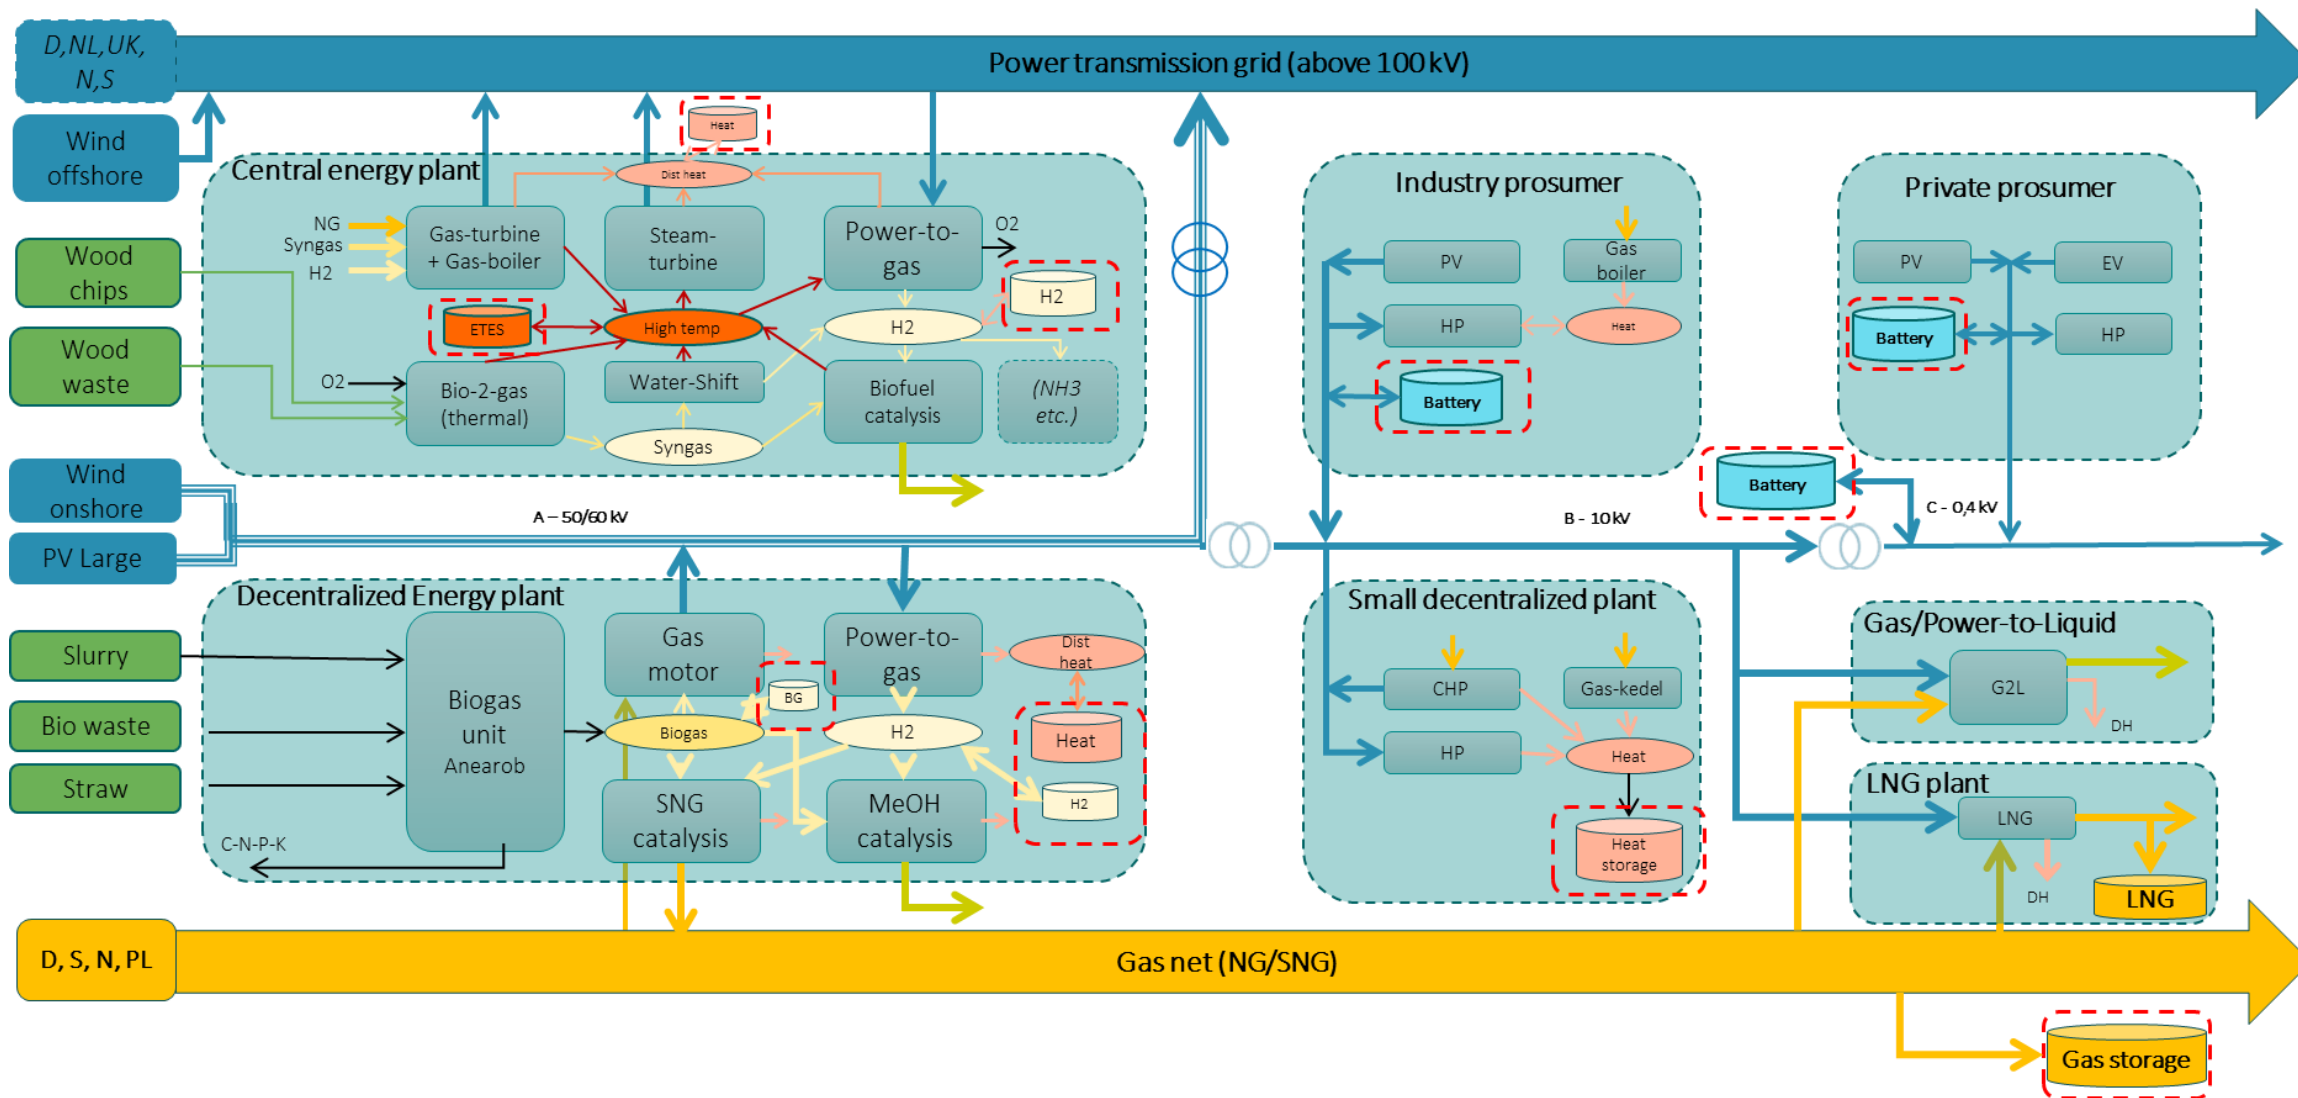 D,NL,UK,
N,S
Power transmission grid (above 100 kV)
Wind
offshore
Wood
chips
Wood
waste
Wind
onshore
PV Large
Slurry
Bio waste
Straw
D, S, N, PL
Central energy plant
Heat
Dist heat
NG
Syngas
H2
Gas-turbine
+ Gas-boiler
Steam-
turbine
Power-to-
gas
O2
H2
ETES
High temp
H2
O2
Bio-2-gas
(thermal)
Water-Shift
Biofuel
catalysis
(NH3
etc.)
Syngas
A – 50/60 kV
Industry prosumer
PV
Gas
boiler
HP
Heat
Battery
Private prosumer
PV
EV
Battery
HP
Battery
B - 10 kV
C - 0,4 kV
Decentralized Energy plant
Biogas
unit
Anearob
C-N-P-K
Gas
motor
Power-to-
gas
Dist
heat
BG
Biogas
H2
Heat
H2
SNG
catalysis
MeOH
catalysis
Small decentralized plant
CHP
Gas-kedel
HP
Heat
Heat
storage
Gas/Power-to-Liquid
G2L
DH
LNG plant
LNG
DH
LNG
Gas net (NG/SNG)
Gas storage